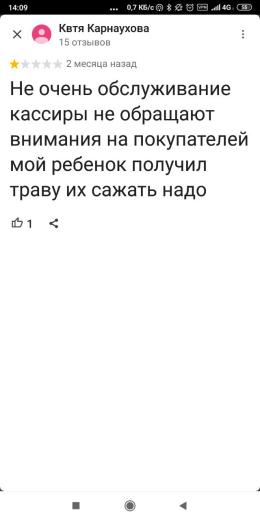 14:09
... 0,7 КБ/с VPN 4G 55
Квтя Карнаухова
15 отзывов
2 месяца назад
Не очень обслуживание
кассиры не обращают
внимания на покупателей
мой ребенок получил
траву их сажать надо
1